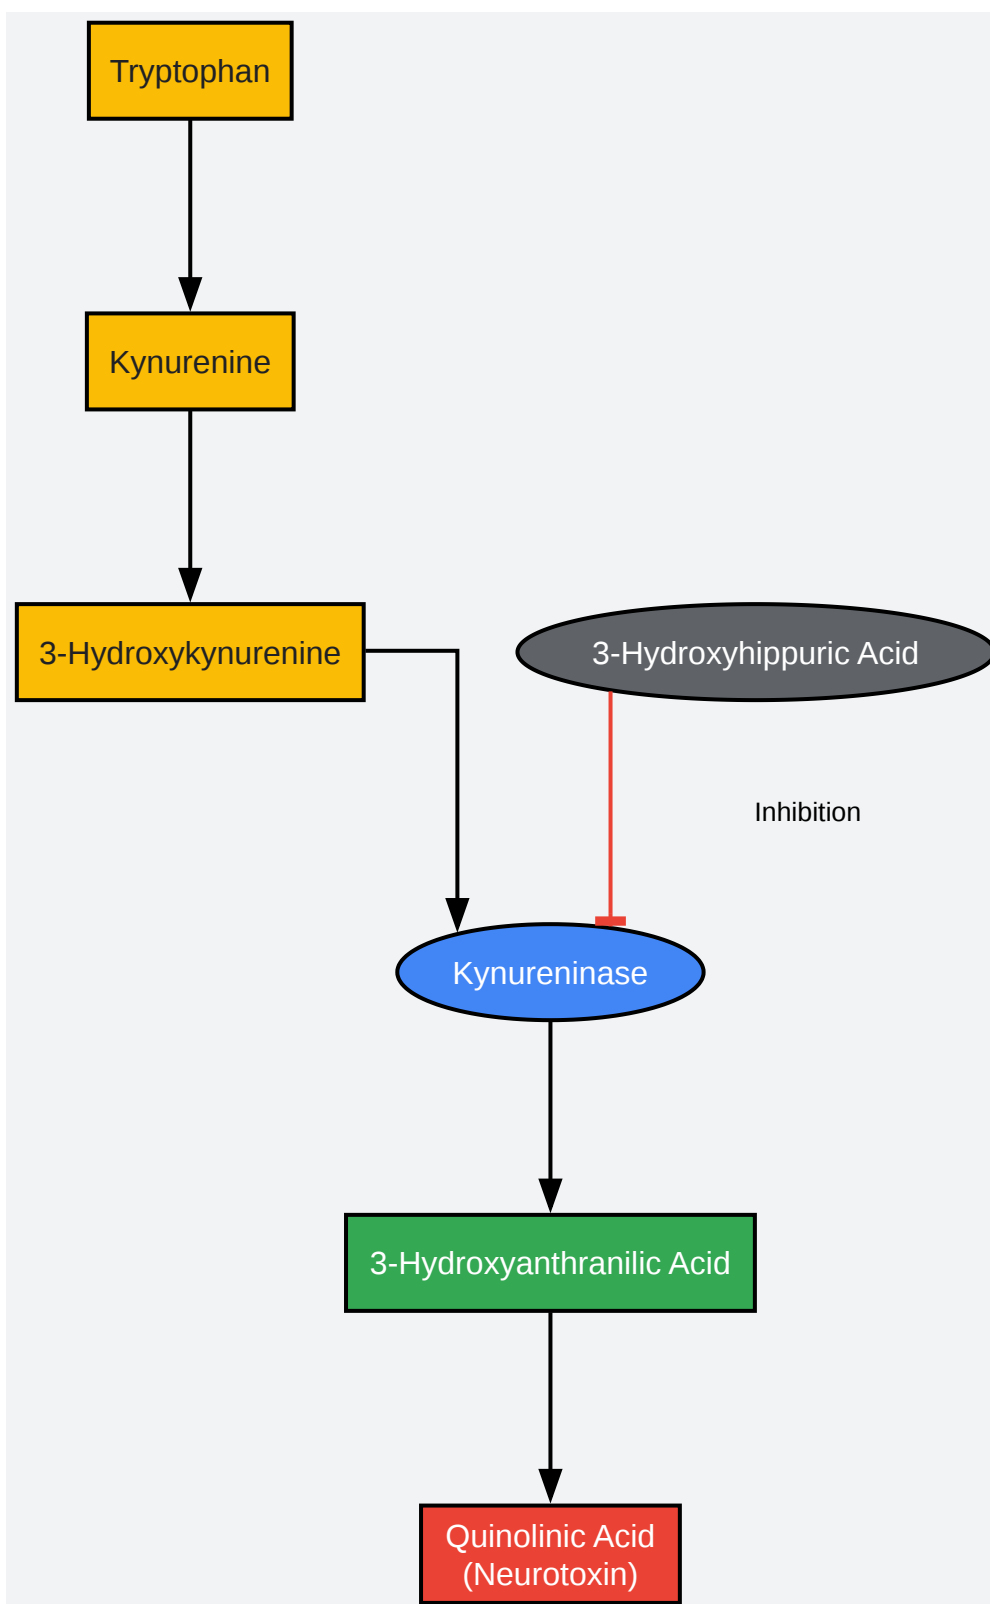 Tryptophan
Kynurenine
3-Hydroxykynurenine
3-Hydroxyhippuric Acid
Inhibition
Kynureninase
3-Hydroxyanthranilic Acid
Quinolinic Acid
(Neurotoxin)